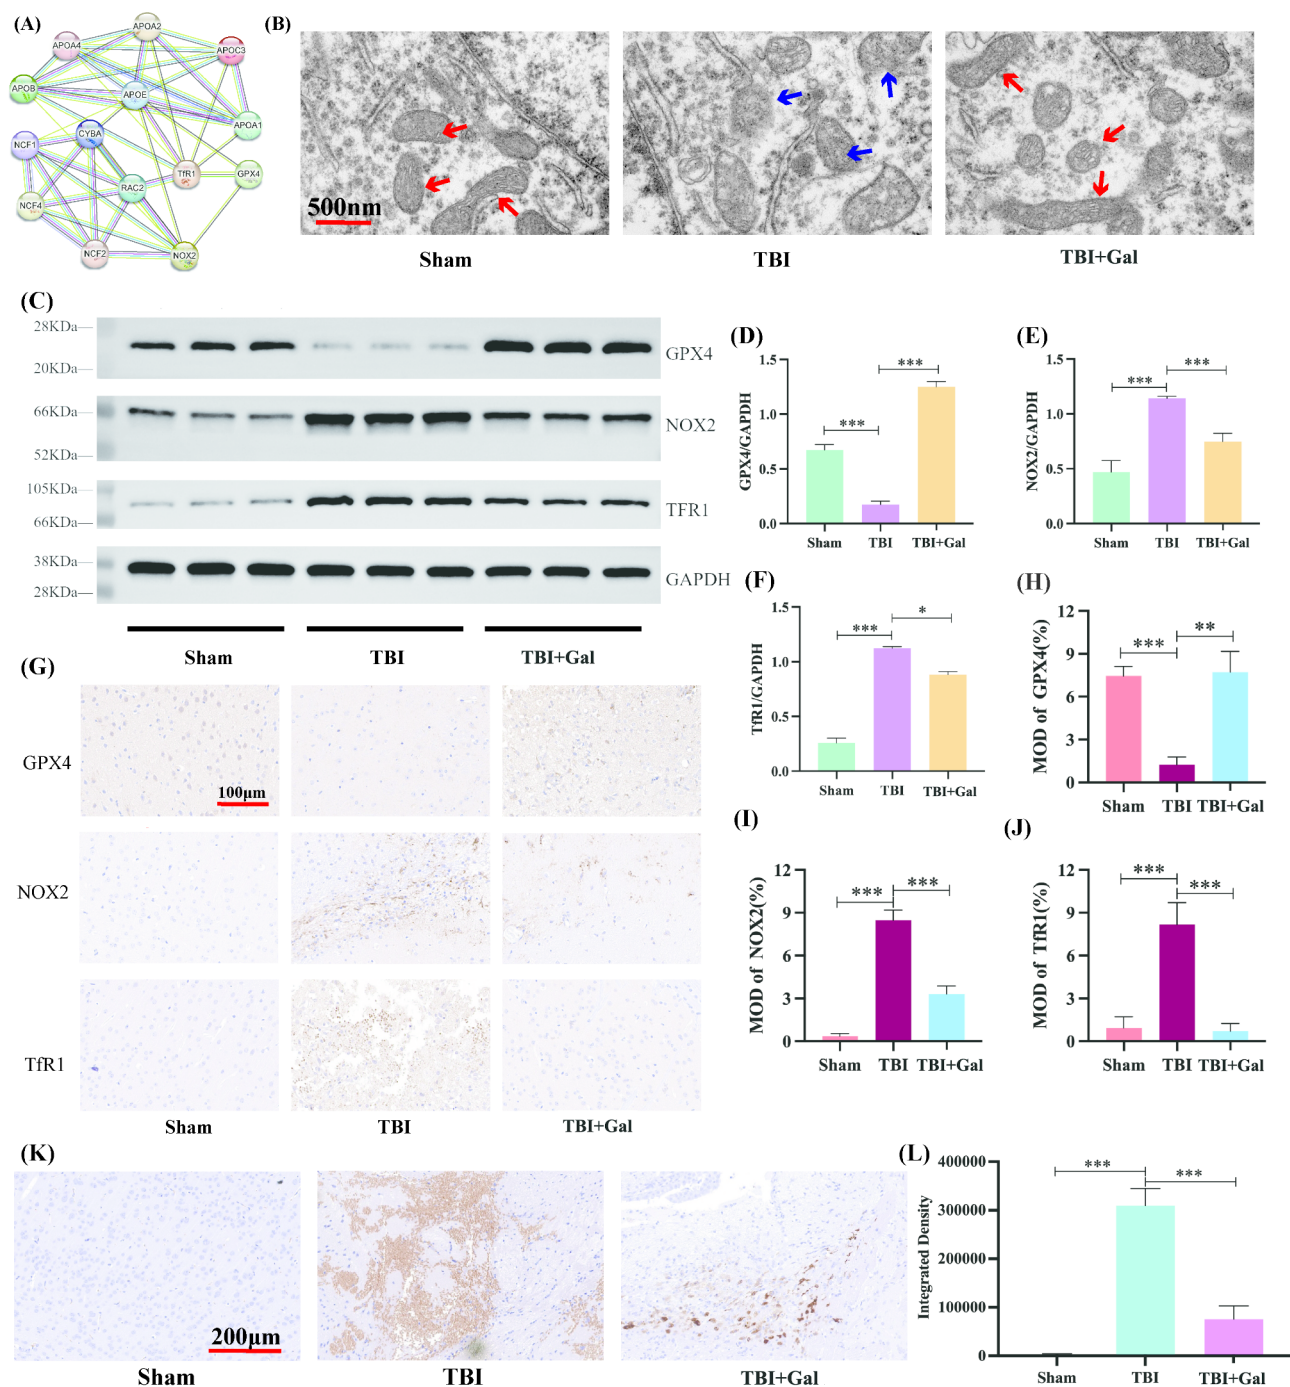 (A)
APOA2
APOA4
APOC3
APOB
APOE
APOA1
CYBA
NCF1
TfR1
GPX4
RAC2
NCF4
NCF2
NOX2
(B)
500nm
Sham
TBI
TBI+Gal
(C)
28KDa
20KDa
GPX4
66KDa
52KDa
NOX2
105KDa
66KDa
TFR1
38KDa
28KDa
GAPDH
Sham
TBI
TBI+Gal
(D)
GPX4/GAPDH
1.5
1.0
0.5
0.0
***
***
Sham
TBI
TBI+Gal
(E)
NOX2/GAPDH
1.5
1.0
0.5
0.0
***
***
Sham
TBI
TBI+Gal
(F)
TfR1/GAPDH
1.5
1.0
0.5
0.0
***
*
Sham
TBI
TBI+Gal
(G)
GPX4
100μm
NOX2
TfR1
Sham
TBI
TBI+Gal
(H)
MOD of GPX4(%)
12
9
6
3
0
***
**
Sham
TBI
TBI+Gal
(I)
MOD of NOX2(%)
12
9
6
3
0
***
***
Sham
TBI
TBI+Gal
(J)
MOD of TfR1(%)
12
9
6
3
0
***
***
Sham
TBI
TBI+Gal
(K)
200μm
Sham
TBI
TBI+Gal
(L)
Integrated Density
400000
300000
200000
100000
0
***
***
Sham
TBI
TBI+Gal